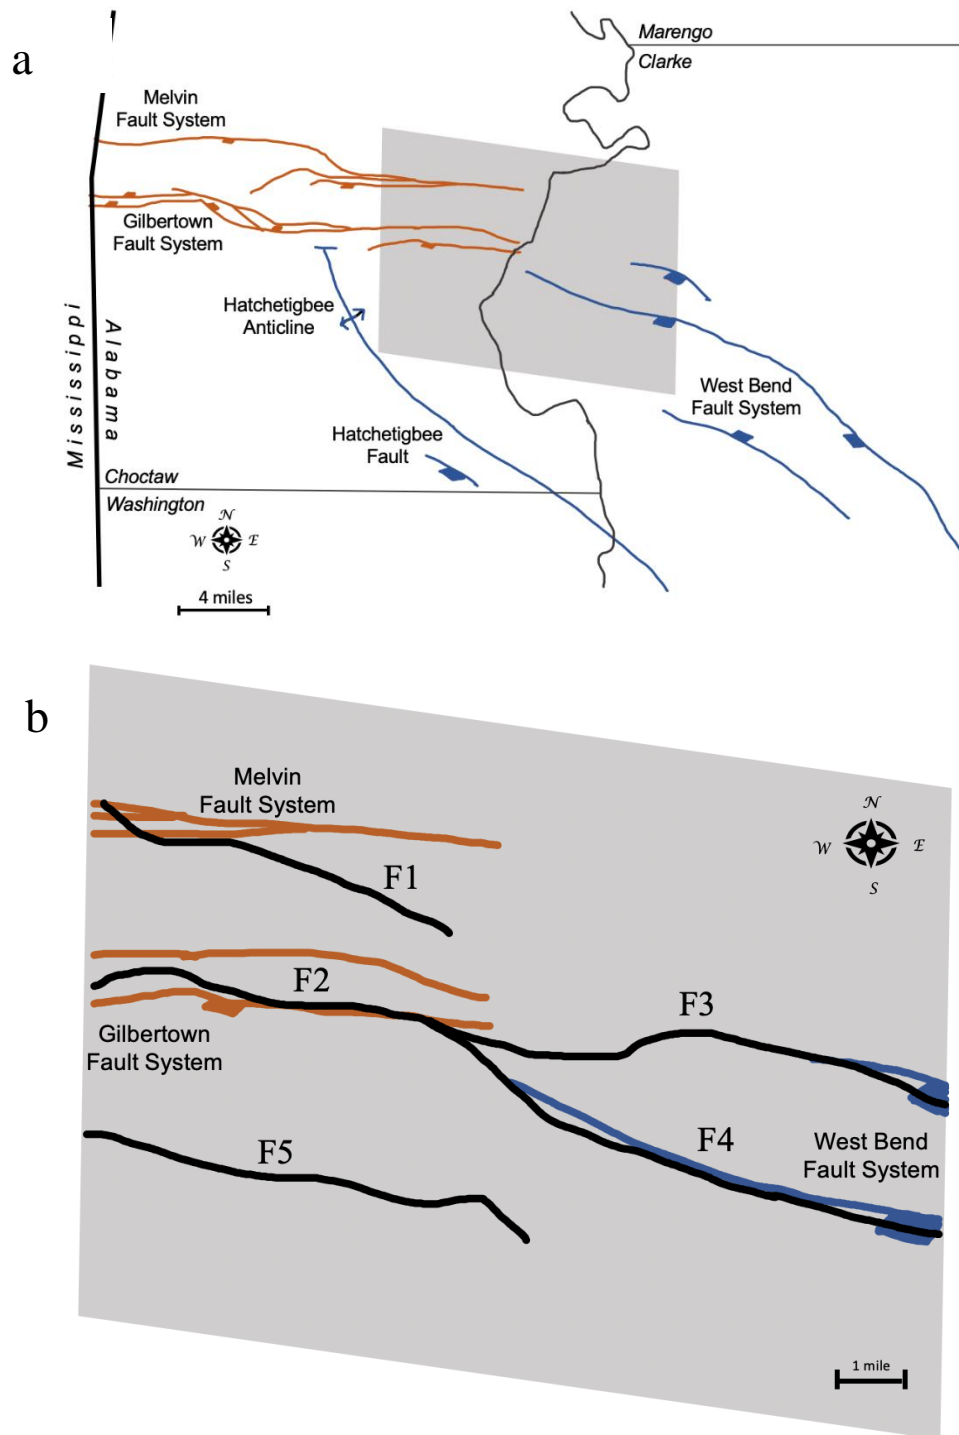 a
Marengo
Clarke
Melvin
Fault System
Gilbertown
Fault System
Hatchetigbee
Anticline
Mississippi
Alabama
West Bend
Fault System
Hatchetigbee
Fault
Choctaw
Washington
N
W E
S
4 miles
b
Melvin
Fault System
N
W E
S
F1
F2
F3
Gilbertown
Fault System
F4
West Bend
Fault System
F5
1 mile